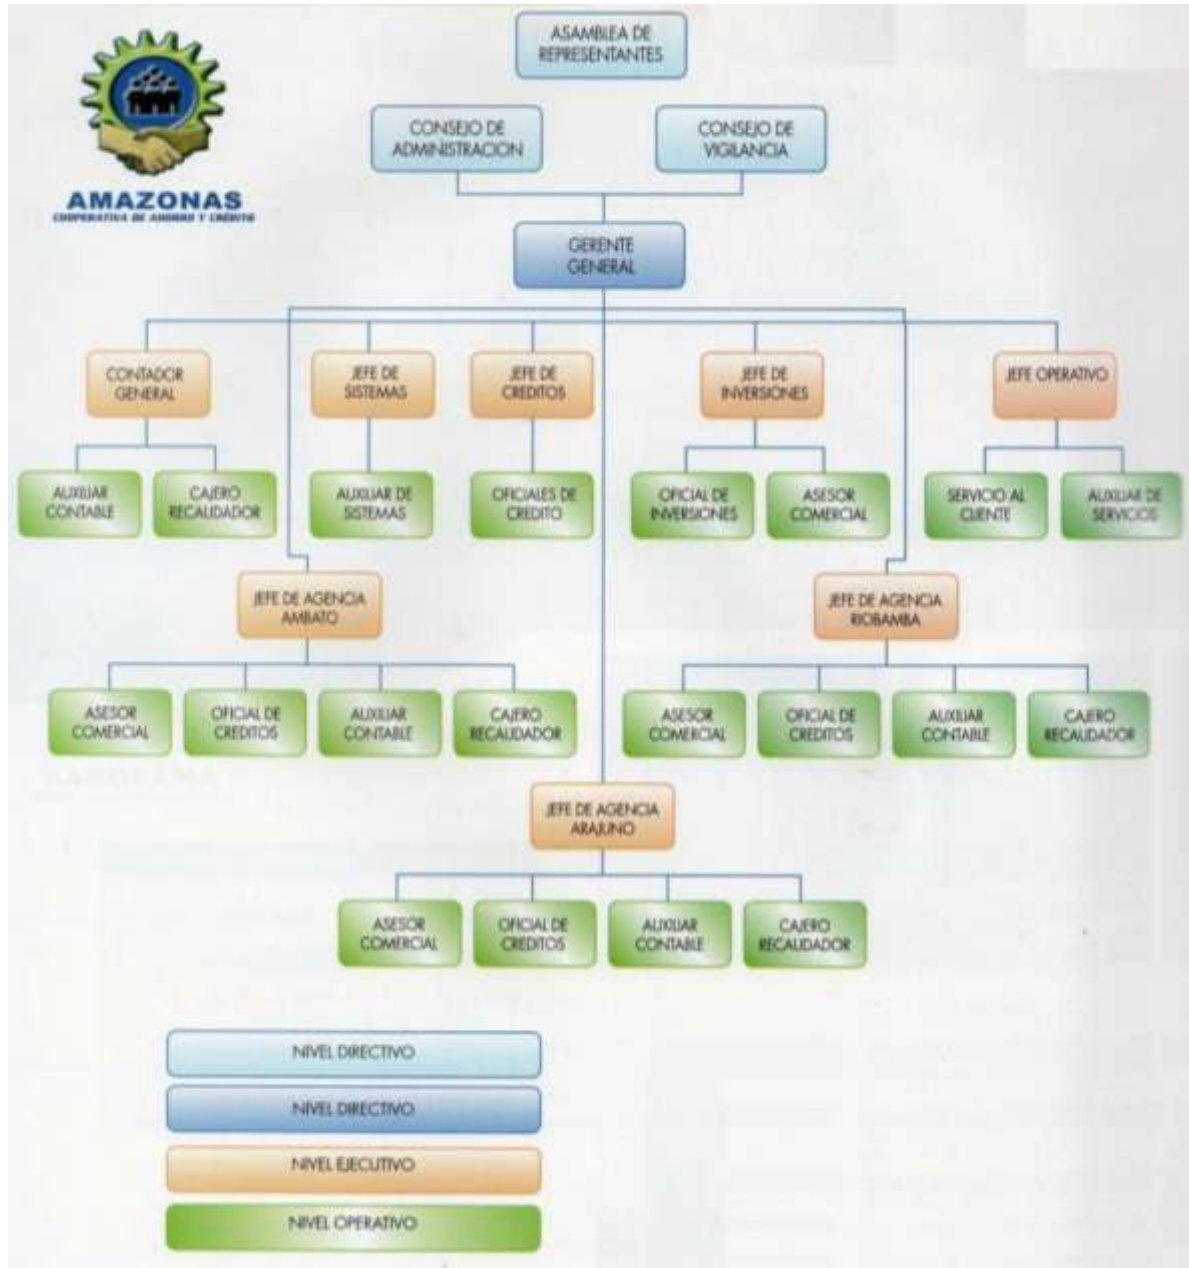 ASAMBLEA DE
REPRESENTANTES
CONSEJO DE
ADMINISTRACION
CONSEJO DE
VIGILANCIA
AMAZONAS
COOPERATIVA DE AHORRO Y CRÉDITO
GERENTE
GENERAL
CONTADOR
GENERAL
JEFE DE
SISTEMAS
JEFE DE
CREDITOS
JEFE DE
INVERSIONES
JEFE OPERATIVO
AUXILIAR
CONTABLE
CAJERO
RECAUDADOR
AUXILIAR DE
SISTEMAS
OFICIALES DE
CREDITO
OFICIAL DE
INVERSIONES
ASESOR
COMERCIAL
SERVICIO AL
CLIENTE
AUXILIAR DE
SERVICIOS
JEFE DE AGENCIA
AMBATO
JEFE DE AGENCIA
RIOBAMBA
ASESOR
COMERCIAL
OFICIAL DE
CREDITOS
AUXILIAR
CONTABLE
CAJERO
RECAUDADOR
ASESOR
COMERCIAL
OFICIAL DE
CREDITOS
AUXILIAR
CONTABLE
CAJERO
RECAUDADOR
JEFE DE AGENCIA
ARAJUNO
ASESOR
COMERCIAL
OFICIAL DE
CREDITOS
AUXILIAR
CONTABLE
CAJERO
RECAUDADOR
NIVEL DIRECTIVO
NIVEL DIRECTIVO
NIVEL EJECUTIVO
NIVEL OPERATIVO